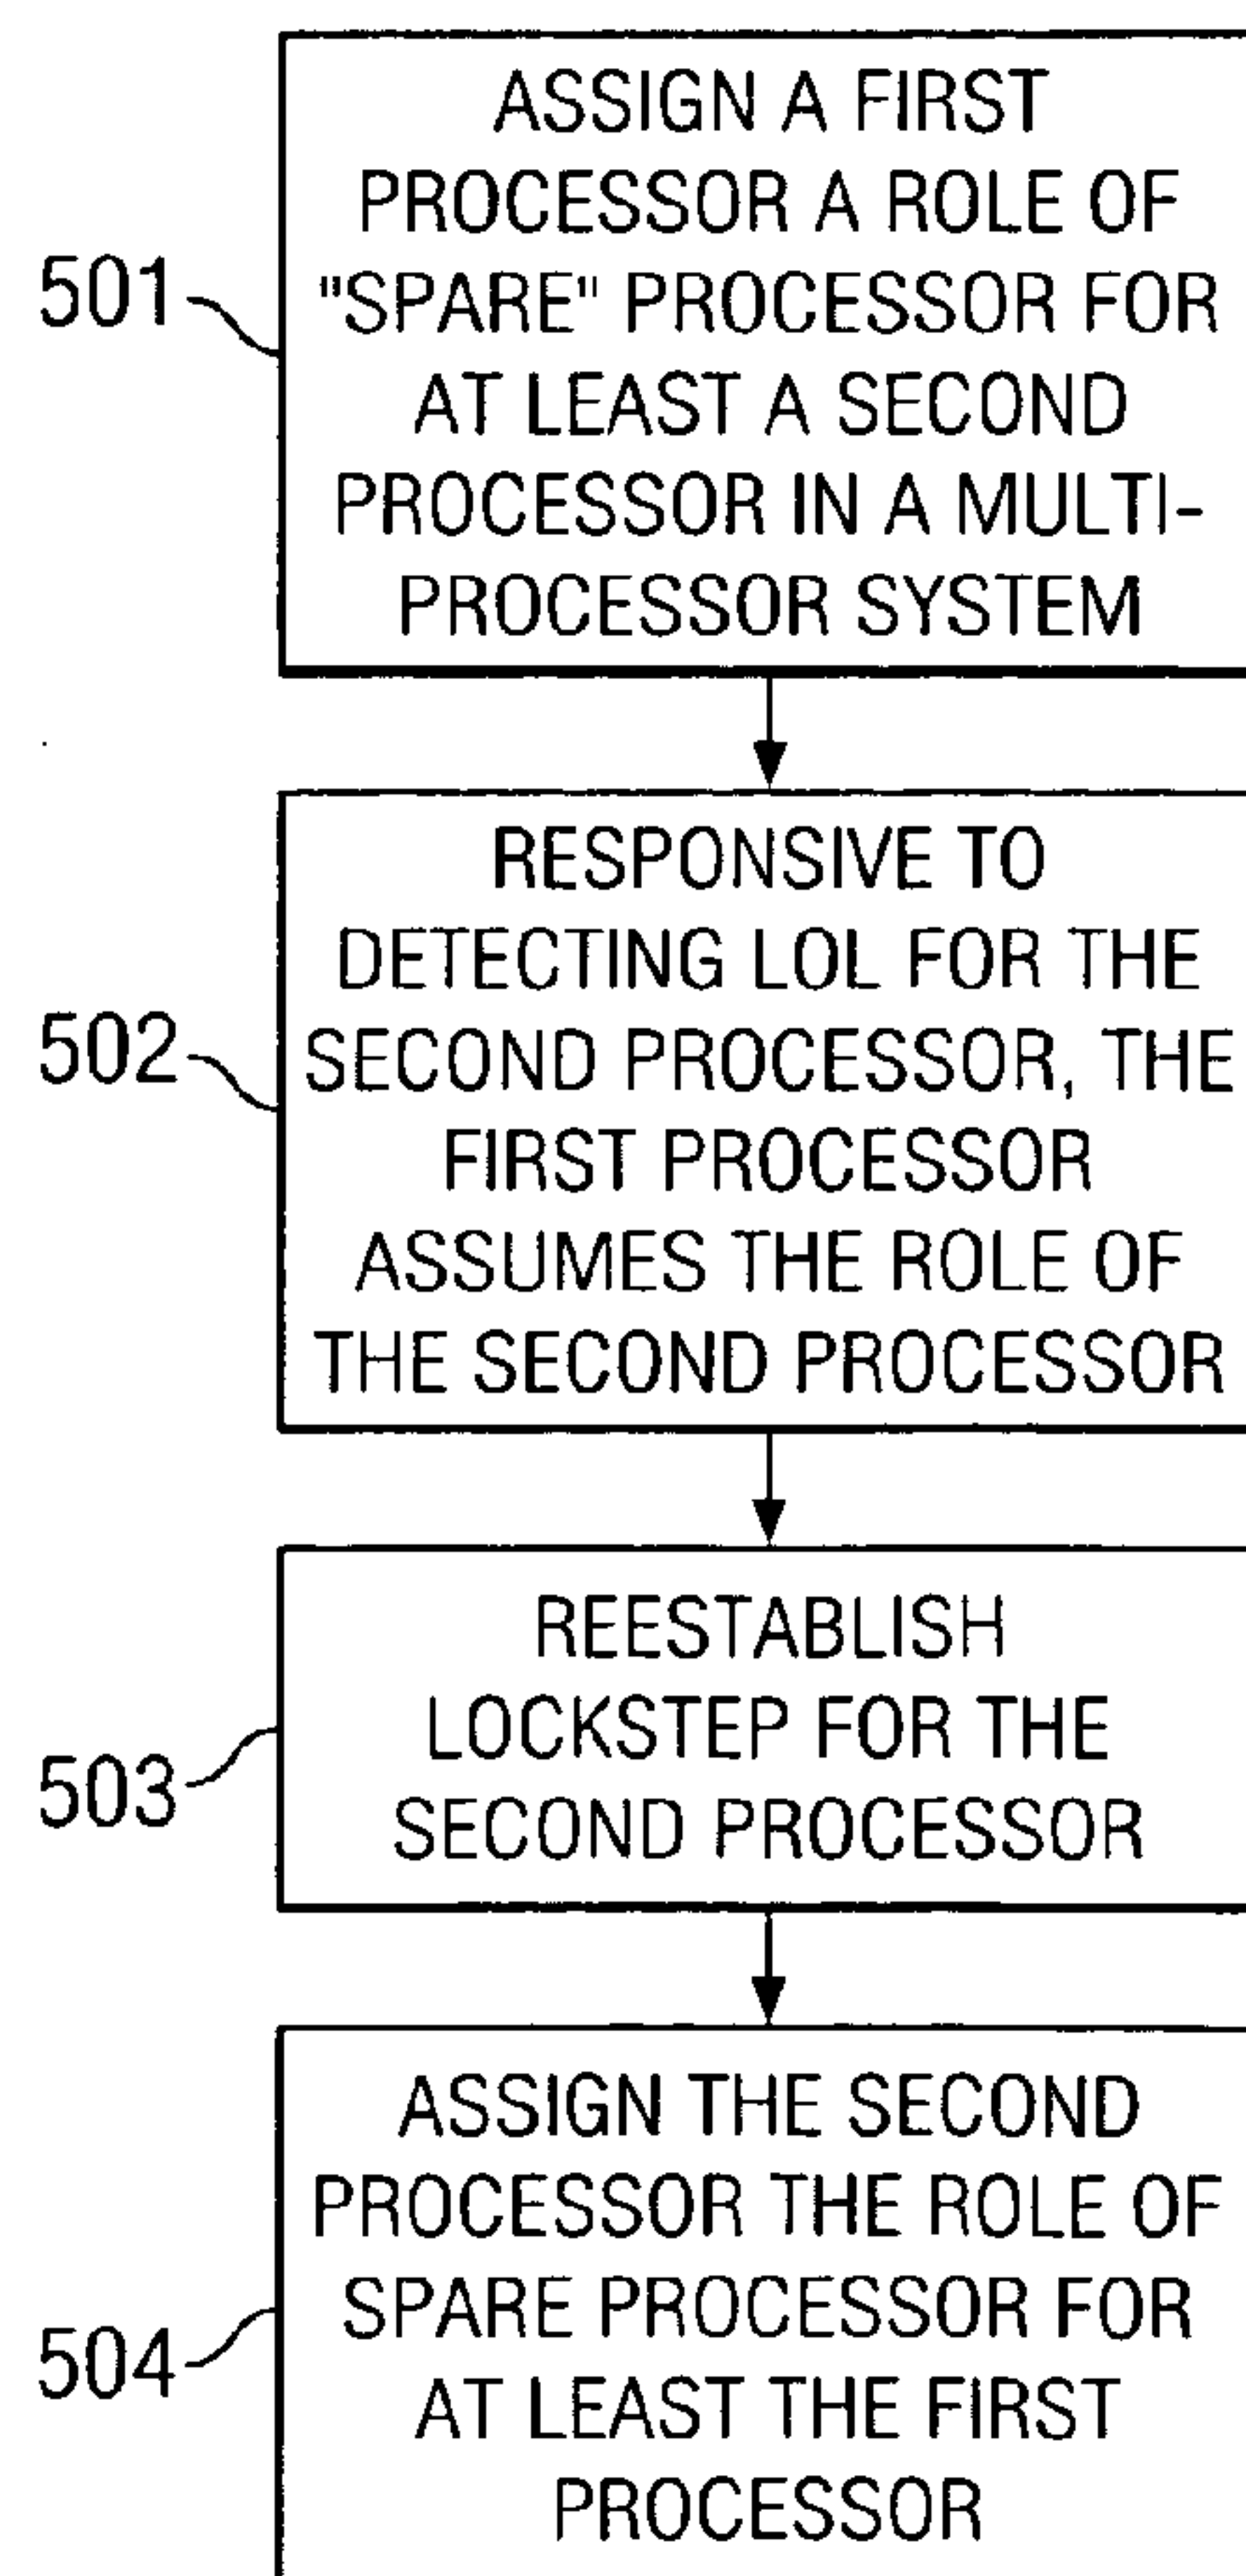 501
ASSIGN A FIRST
PROCESSOR A ROLE OF
"SPARE" PROCESSOR FOR
AT LEAST A SECOND
PROCESSOR IN A MULTI-
PROCESSOR SYSTEM
502
RESPONSIVE TO
DETECTING LOL FOR THE
SECOND PROCESSOR, THE
FIRST PROCESSOR
ASSUMES THE ROLE OF
THE SECOND PROCESSOR
503
REESTABLISH
LOCKSTEP FOR THE
SECOND PROCESSOR
504
ASSIGN THE SECOND
PROCESSOR THE ROLE OF
SPARE PROCESSOR FOR
AT LEAST THE FIRST
PROCESSOR